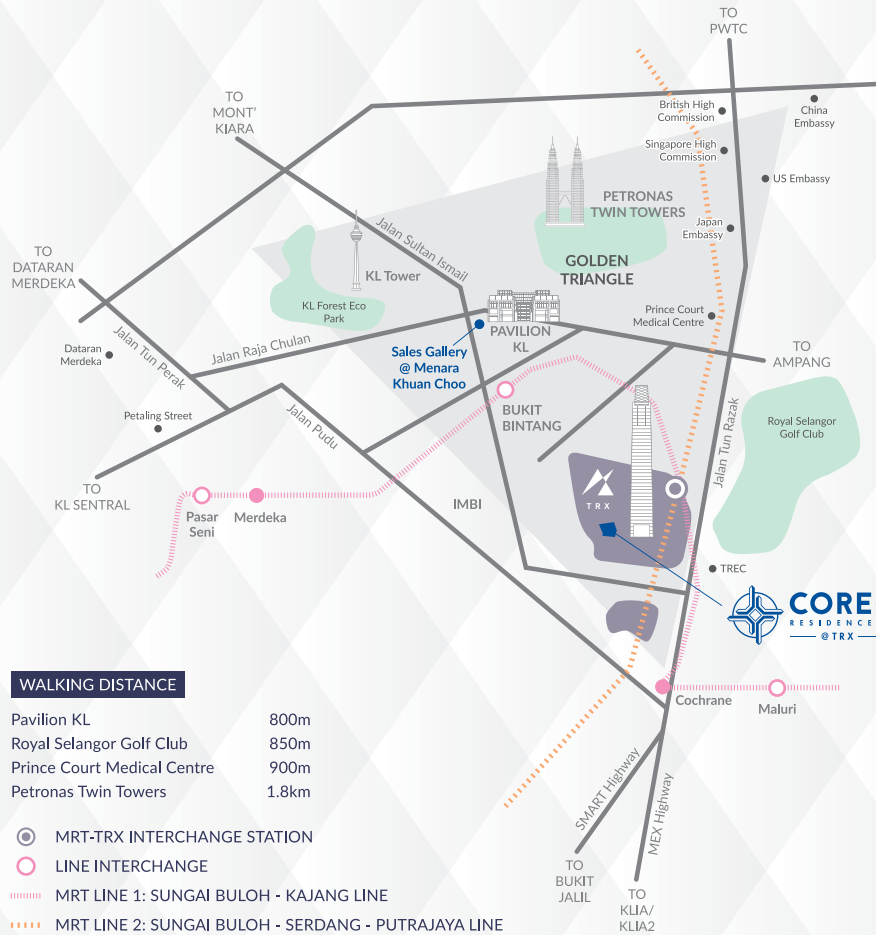 TO
PWTC
TO
MONT'
KIARA
British High
Commission
China
Embassy
Singapore High
Commission
US Embassy
PETRONAS
TWIN TOWERS
Japan
Embassy
Jalan Sultan Ismail
TO
DATARAN
MERDEKA
KL Tower
GOLDEN
TRIANGLE
KL Forest Eco
Park
Prince Court
Medical Centre
PAVILION
KL
Jalan Raja Chulan
Jalan Tun Perak
Dataran
Merdeka
Sales Gallery
@ Menara
Khuan Choo
TO
AMPANG
Petaling Street
Jalan Pudu
BUKIT
BINTANG
Jalan Tun Razak
Royal Selangor
Golf Club
TO
KL SENTRAL
Pasar
Seni
Merdeka
IMBI
TRX
TREC
CORE
RESIDENCE
@TRX
Cochrane
Maluri
WALKING DISTANCE
Pavilion KL 800m
Royal Selangor Golf Club 850m
Prince Court Medical Centre 900m
Petronas Twin Towers 1.8km
SMART Highway
MEX Highway
TO
BUKIT
JALIL
TO
KLIA/
KLIA2
MRT-TRX INTERCHANGE STATION
LINE INTERCHANGE
MRT LINE 1: SUNGAI BULOH - KAJANG LINE
MRT LINE 2: SUNGAI BULOH - SERDANG - PUTRAJAYA LINE